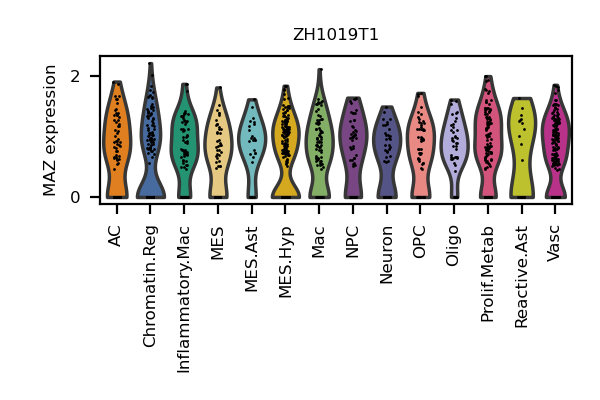 ZH1019T1
MAZ expression
2
0
AC
Chromatin.Reg
Inflammatory.Mac
MES
MES.Ast
MES.Hyp
Mac
NPC
Neuron
OPC
Oligo
Prolif.Metab
Reactive.Ast
Vasc